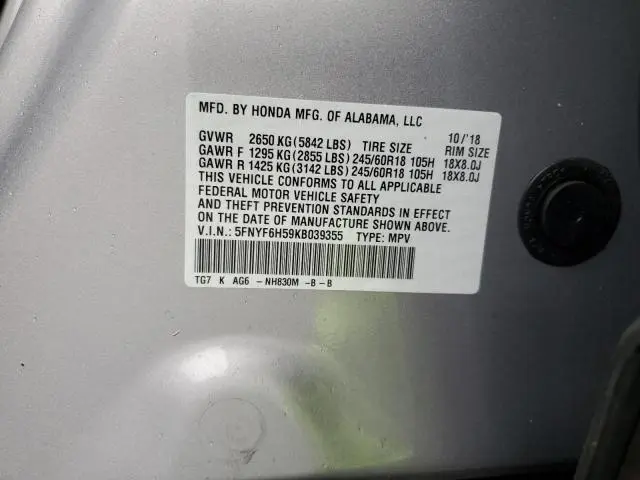 MFD. BY HONDA MFG. OF ALABAMA, LLC 10/'18
GVWR 2650 KG(5842 LBS) TIRE SIZE RIM SIZE
GAWR F 1295 KG(2855 LBS) 245/60R18 105H 18X8.0J
GAWR R 1425 KG(3142 LBS) 245/60R18 105H 18X8.0J
THIS VEHICLE CONFORMS TO ALL APPLICABLE
FEDERAL MOTOR VEHICLE SAFETY
AND THEFT PREVENTION STANDARDS IN EFFECT
ON THE DATE OF MANUFACTURE SHOWN ABOVE.
V.I.N.: 5FNYF6H59KB039355 TYPE: MPV
TG7 K AG6 -NH830M -B-B